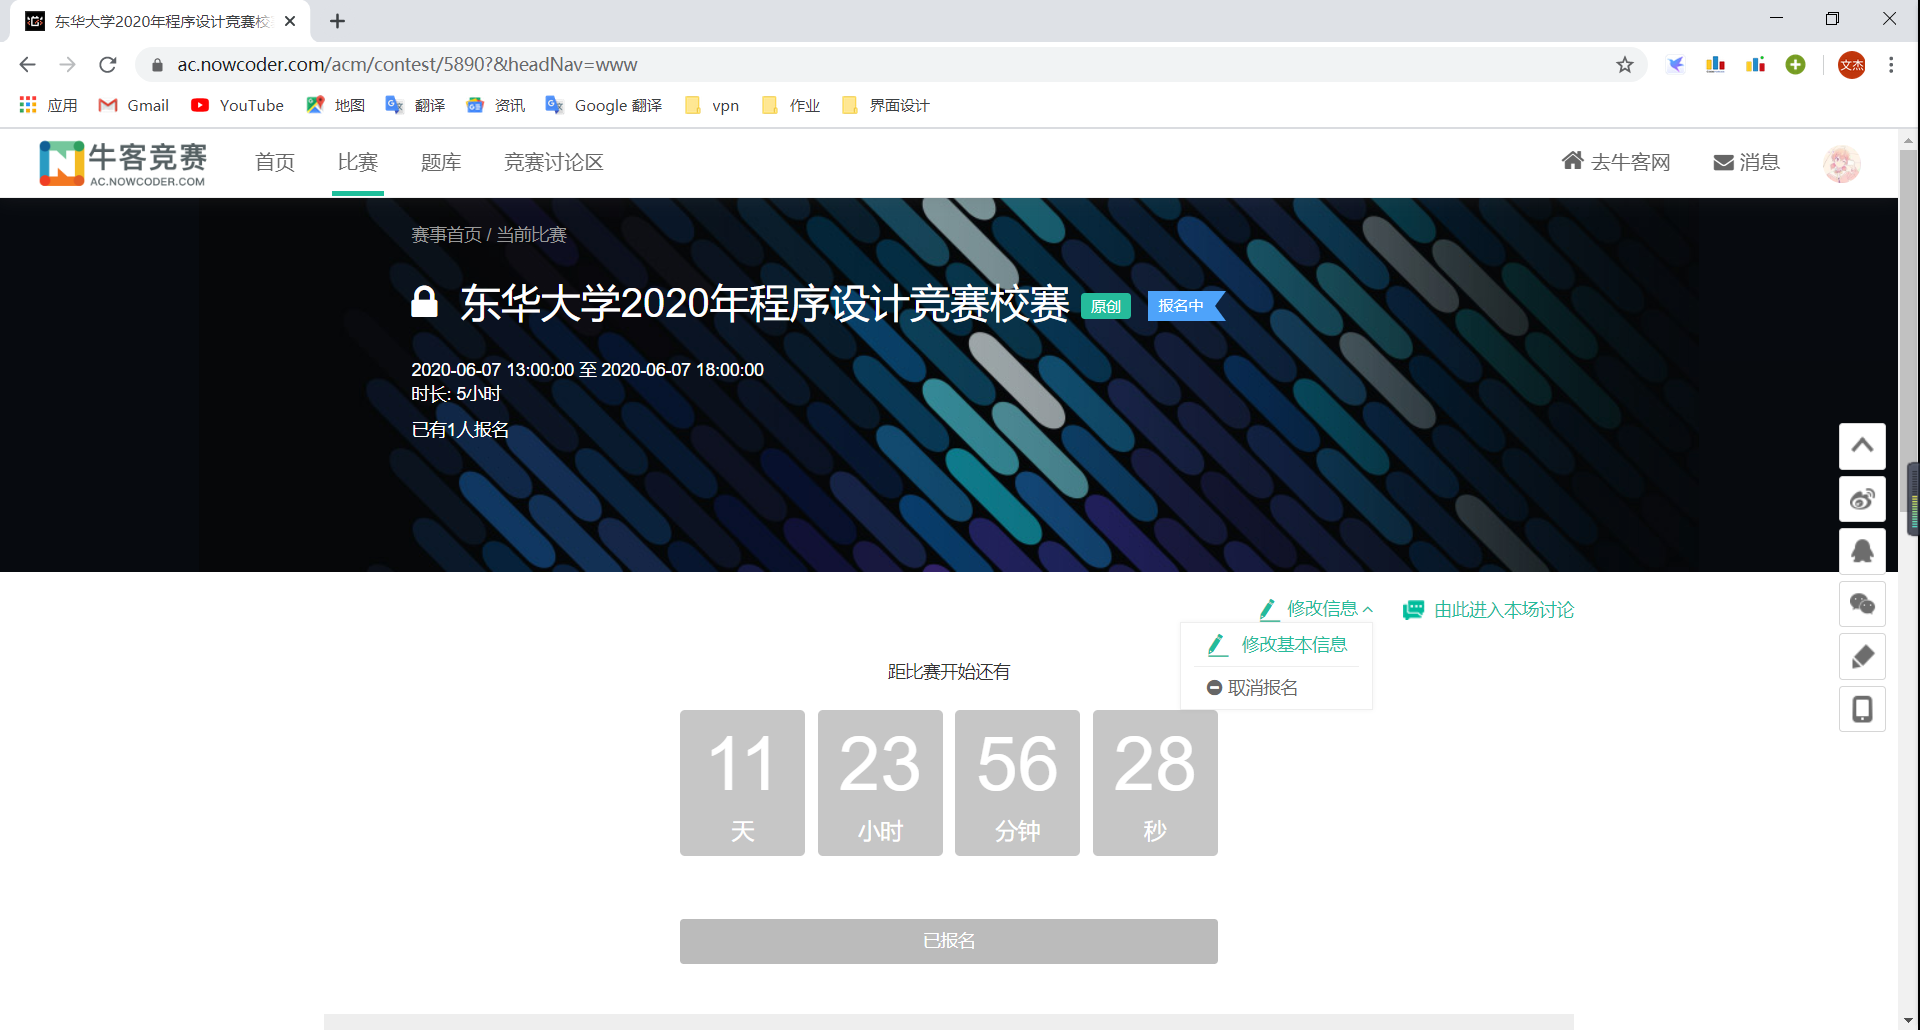 东华大学2020年程序设计竞赛校
ac.nowcoder.com/acm/contest/5890?&headNav=www
文杰
应用 Gmail YouTube 地图 翻译 资讯 Google 翻译 vpn 作业 界面设计
牛客竞赛
AC.NOWCODER.COM
首页 比赛 题库 竞赛讨论区 去牛客网 消息
赛事首页 / 当前比赛
东华大学2020年程序设计竞赛校赛 原创 报名中
2020-06-07 13:00:00 至 2020-06-07 18:00:00
时长: 5小时
已有1人报名
修改信息 由此进入本场讨论
修改基本信息
取消报名
距比赛开始还有
11 23 56 28
天 小时 分钟 秒
已报名